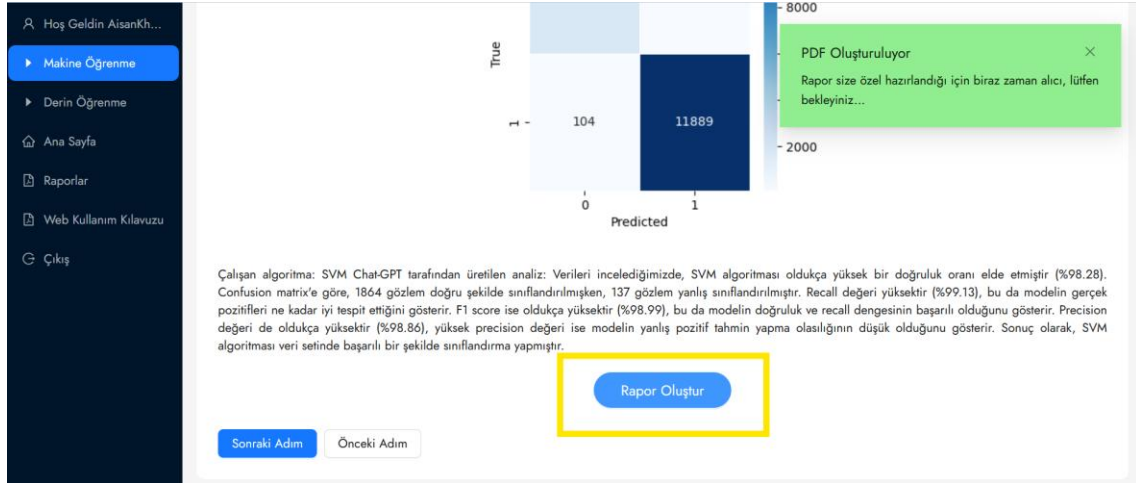 Hoş Geldin AisanKh...
Makine Öğrenme
Derin Öğrenme
Ana Sayfa
Raporlar
Web Kullanım Kılavuzu
Çıkış
8000
True
1
104
11889
2000
0
1
Predicted
PDF Oluşturuluyor
Rapor size özel hazırlandığı için biraz zaman alıcı, lütfen
bekleyiniz...
Çalışan algoritma: SVM Chat-GPT tarafından üretilen analiz: Verileri incelediğimizde, SVM algoritması oldukça yüksek bir doğruluk oranı elde etmiştir (%98.28).
Confusion matrix'e göre, 1864 gözlem doğru şekilde sınıflandırılmışken, 137 gözlem yanlış sınıflandırılmıştır. Recall değeri yüksektir (%99.13), bu da modelin gerçek
pozitifleri ne kadar iyi tespit ettiğini gösterir. F1 score ise oldukça yüksektir (%98.99), bu da modelin doğruluk ve recall dengesinin başarılı olduğunu gösterir. Precision
değeri de oldukça yüksektir (%98.86), yüksek precision değeri ise modelin yanlış pozitif tahmin yapma olasılığının düşük olduğunu gösterir. Sonuç olarak, SVM
algoritması veri setinde başarılı bir şekilde sınıflandırma yapmıştır.
Rapor Oluştur
Sonraki Adım
Önceki Adım